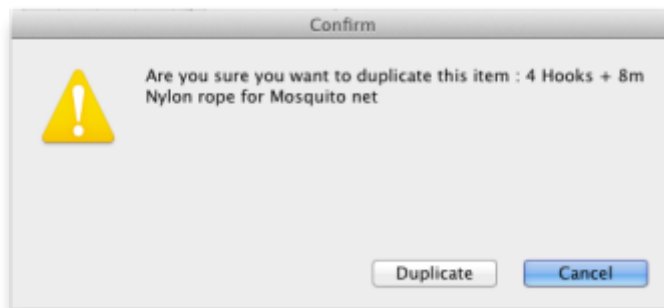 Confirm
Are you sure you want to duplicate this item : 4 Hooks + 8m
Nylon rope for Mosquito net
Duplicate
Cancel